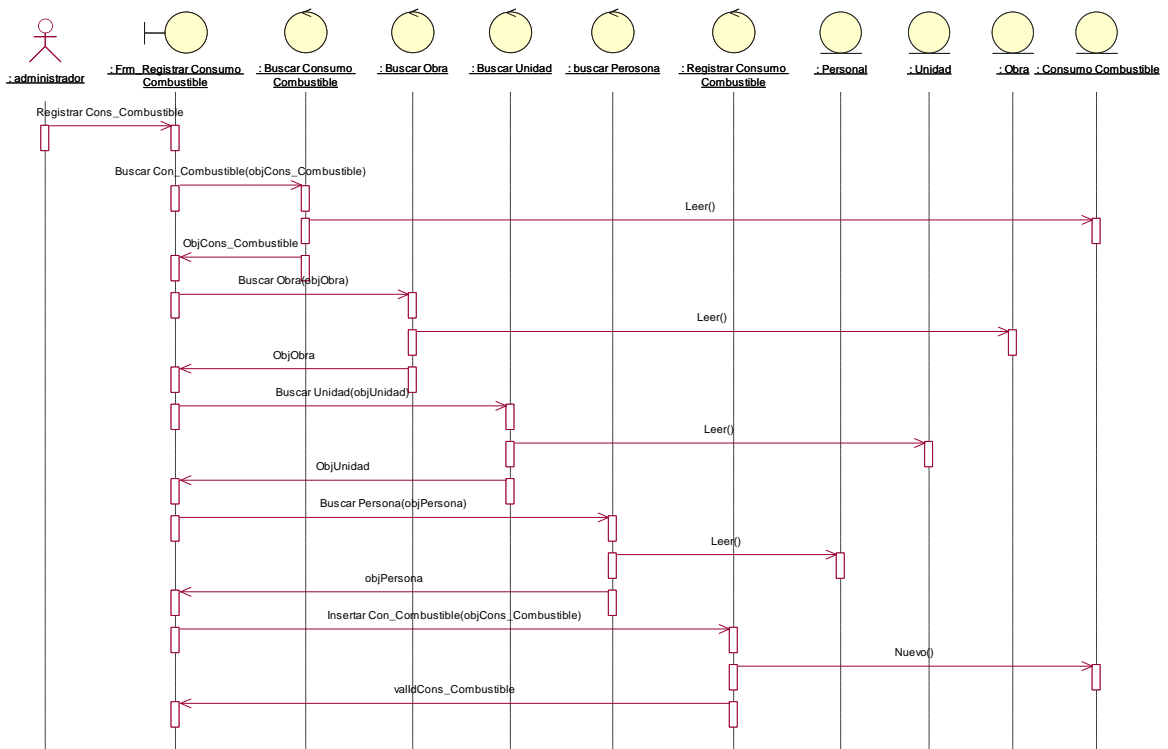 : administrador
: Frm_Registrar Consumo
Combustible
: Buscar Consumo
Combustible
: Buscar Obra
: Buscar Unidad
: buscar Perosona
: Registrar Consumo
Combustible
: Personal
: Unidad
: Obra
: Consumo Combustible
Registrar Cons_Combustible
Buscar Con_Combustible(objCons_Combustible)
Leer()
ObjCons_Combustible
Buscar Obra(objObra)
Leer()
ObjObra
Buscar Unidad(objUnidad)
Leer()
ObjUnidad
Buscar Persona(objPersona)
Leer()
objPersona
Insertar Con_Combustible(objCons_Combustible)
Nuevo()
valIdCons_Combustible